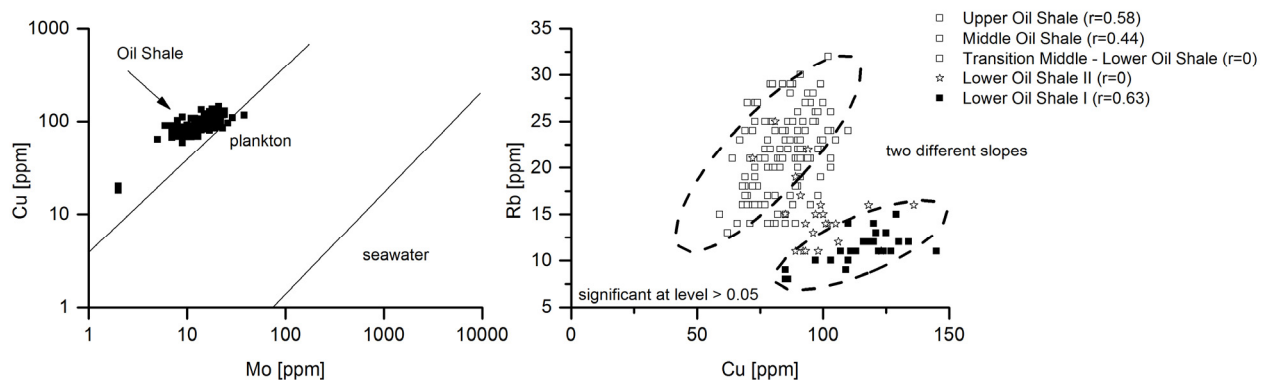 1000
100
10
1
Cu [ppm]
Oil Shale
plankton
seawater
1 10 100 1000 10000
Mo [ppm]
35
30
25
20
15
10
5
Rb [ppm]
two different slopes
significant at level > 0.05
0 50 100 150
Cu [ppm]
Upper Oil Shale (r=0.58)
Middle Oil Shale (r=0.44)
Transition Middle - Lower Oil Shale (r=0)
Lower Oil Shale II (r=0)
Lower Oil Shale I (r=0.63)